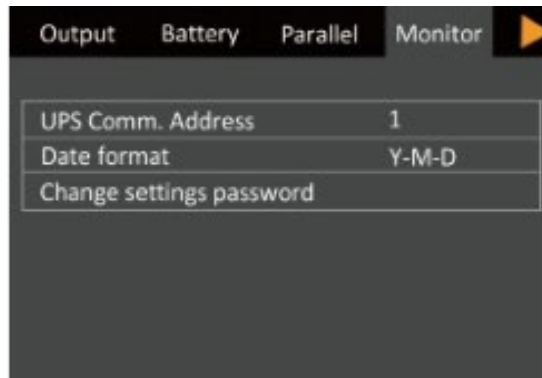 Output Battery Parallel Monitor
UPS Comm. Address 1
Date format Y-M-D
Change settings password